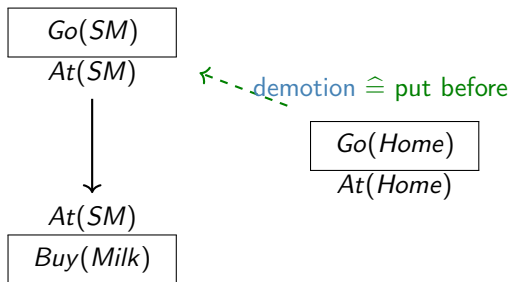 Go(SM)
At(SM)
demotion ≙ put before
Go(Home)
At(Home)
At(SM)
Buy(Milk)